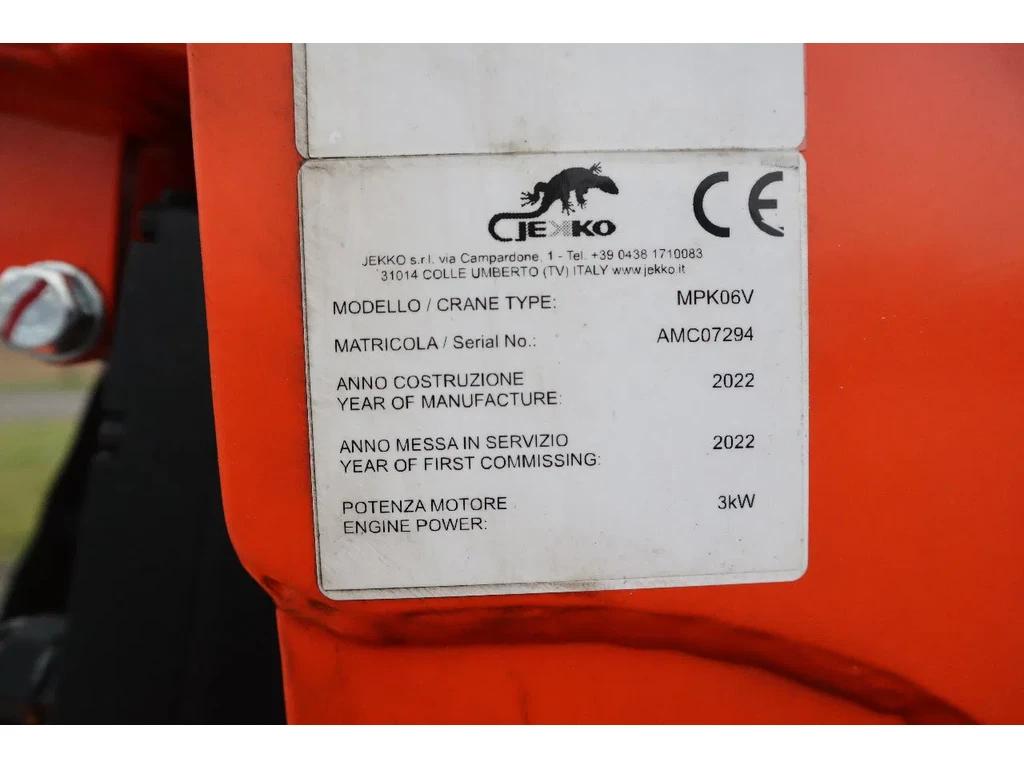 JEKKO
CE
JEKKO s.r.l. via Campardone, 1 - Tel. +39 0438 1710083
31014 COLLE UMBERTO (TV) ITALY www.jekko.it
MODELLO / CRANE TYPE: MPK06V
MATRICOLA / Serial No.: AMC07294
ANNO COSTRUZIONE 2022
YEAR OF MANUFACTURE:
ANNO MESSA IN SERVIZIO 2022
YEAR OF FIRST COMMISSING:
POTENZA MOTORE 3kW
ENGINE POWER: